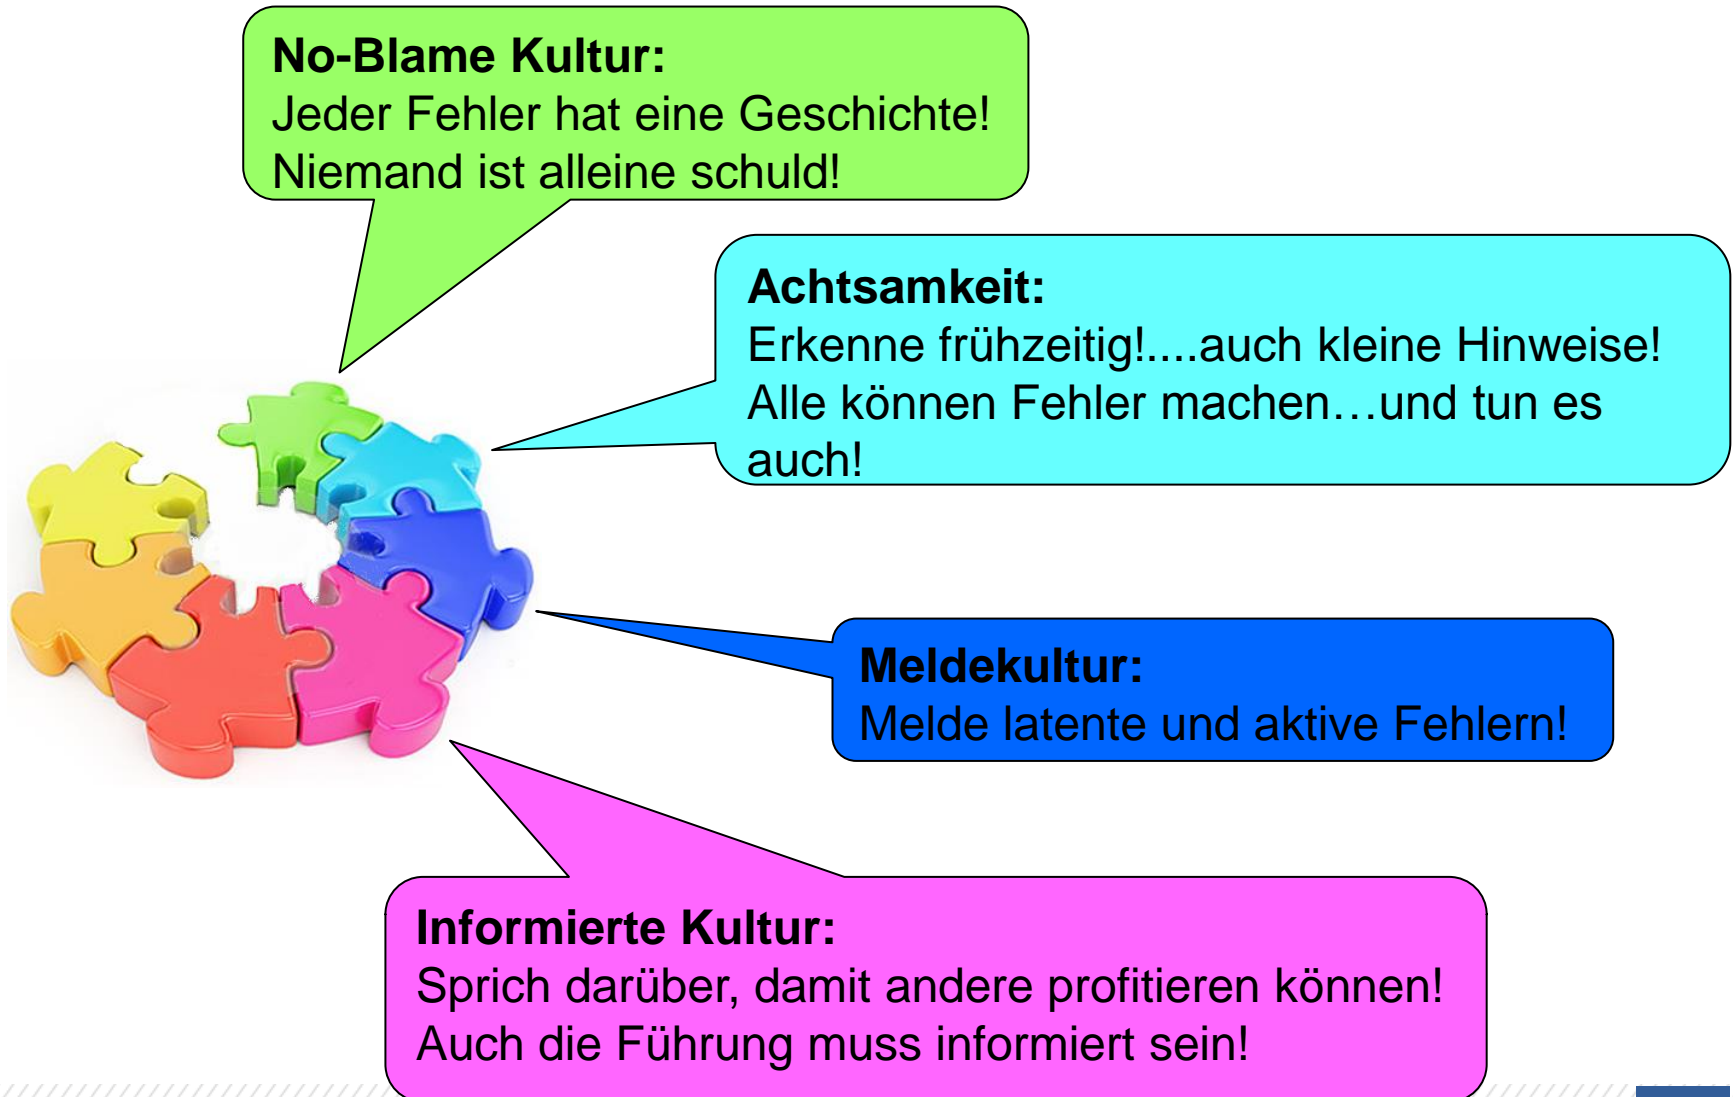 No-Blame Kultur:
Jeder Fehler hat eine Geschichte!
Niemand ist alleine schuld!
Achtsamkeit:
Erkenne frühzeitig!....auch kleine Hinweise!
Alle können Fehler machen…und tun es
auch!
Meldekultur:
Melde latente und aktive Fehlern!
Informierte Kultur:
Sprich darüber, damit andere profitieren können!
Auch die Führung muss informiert sein!